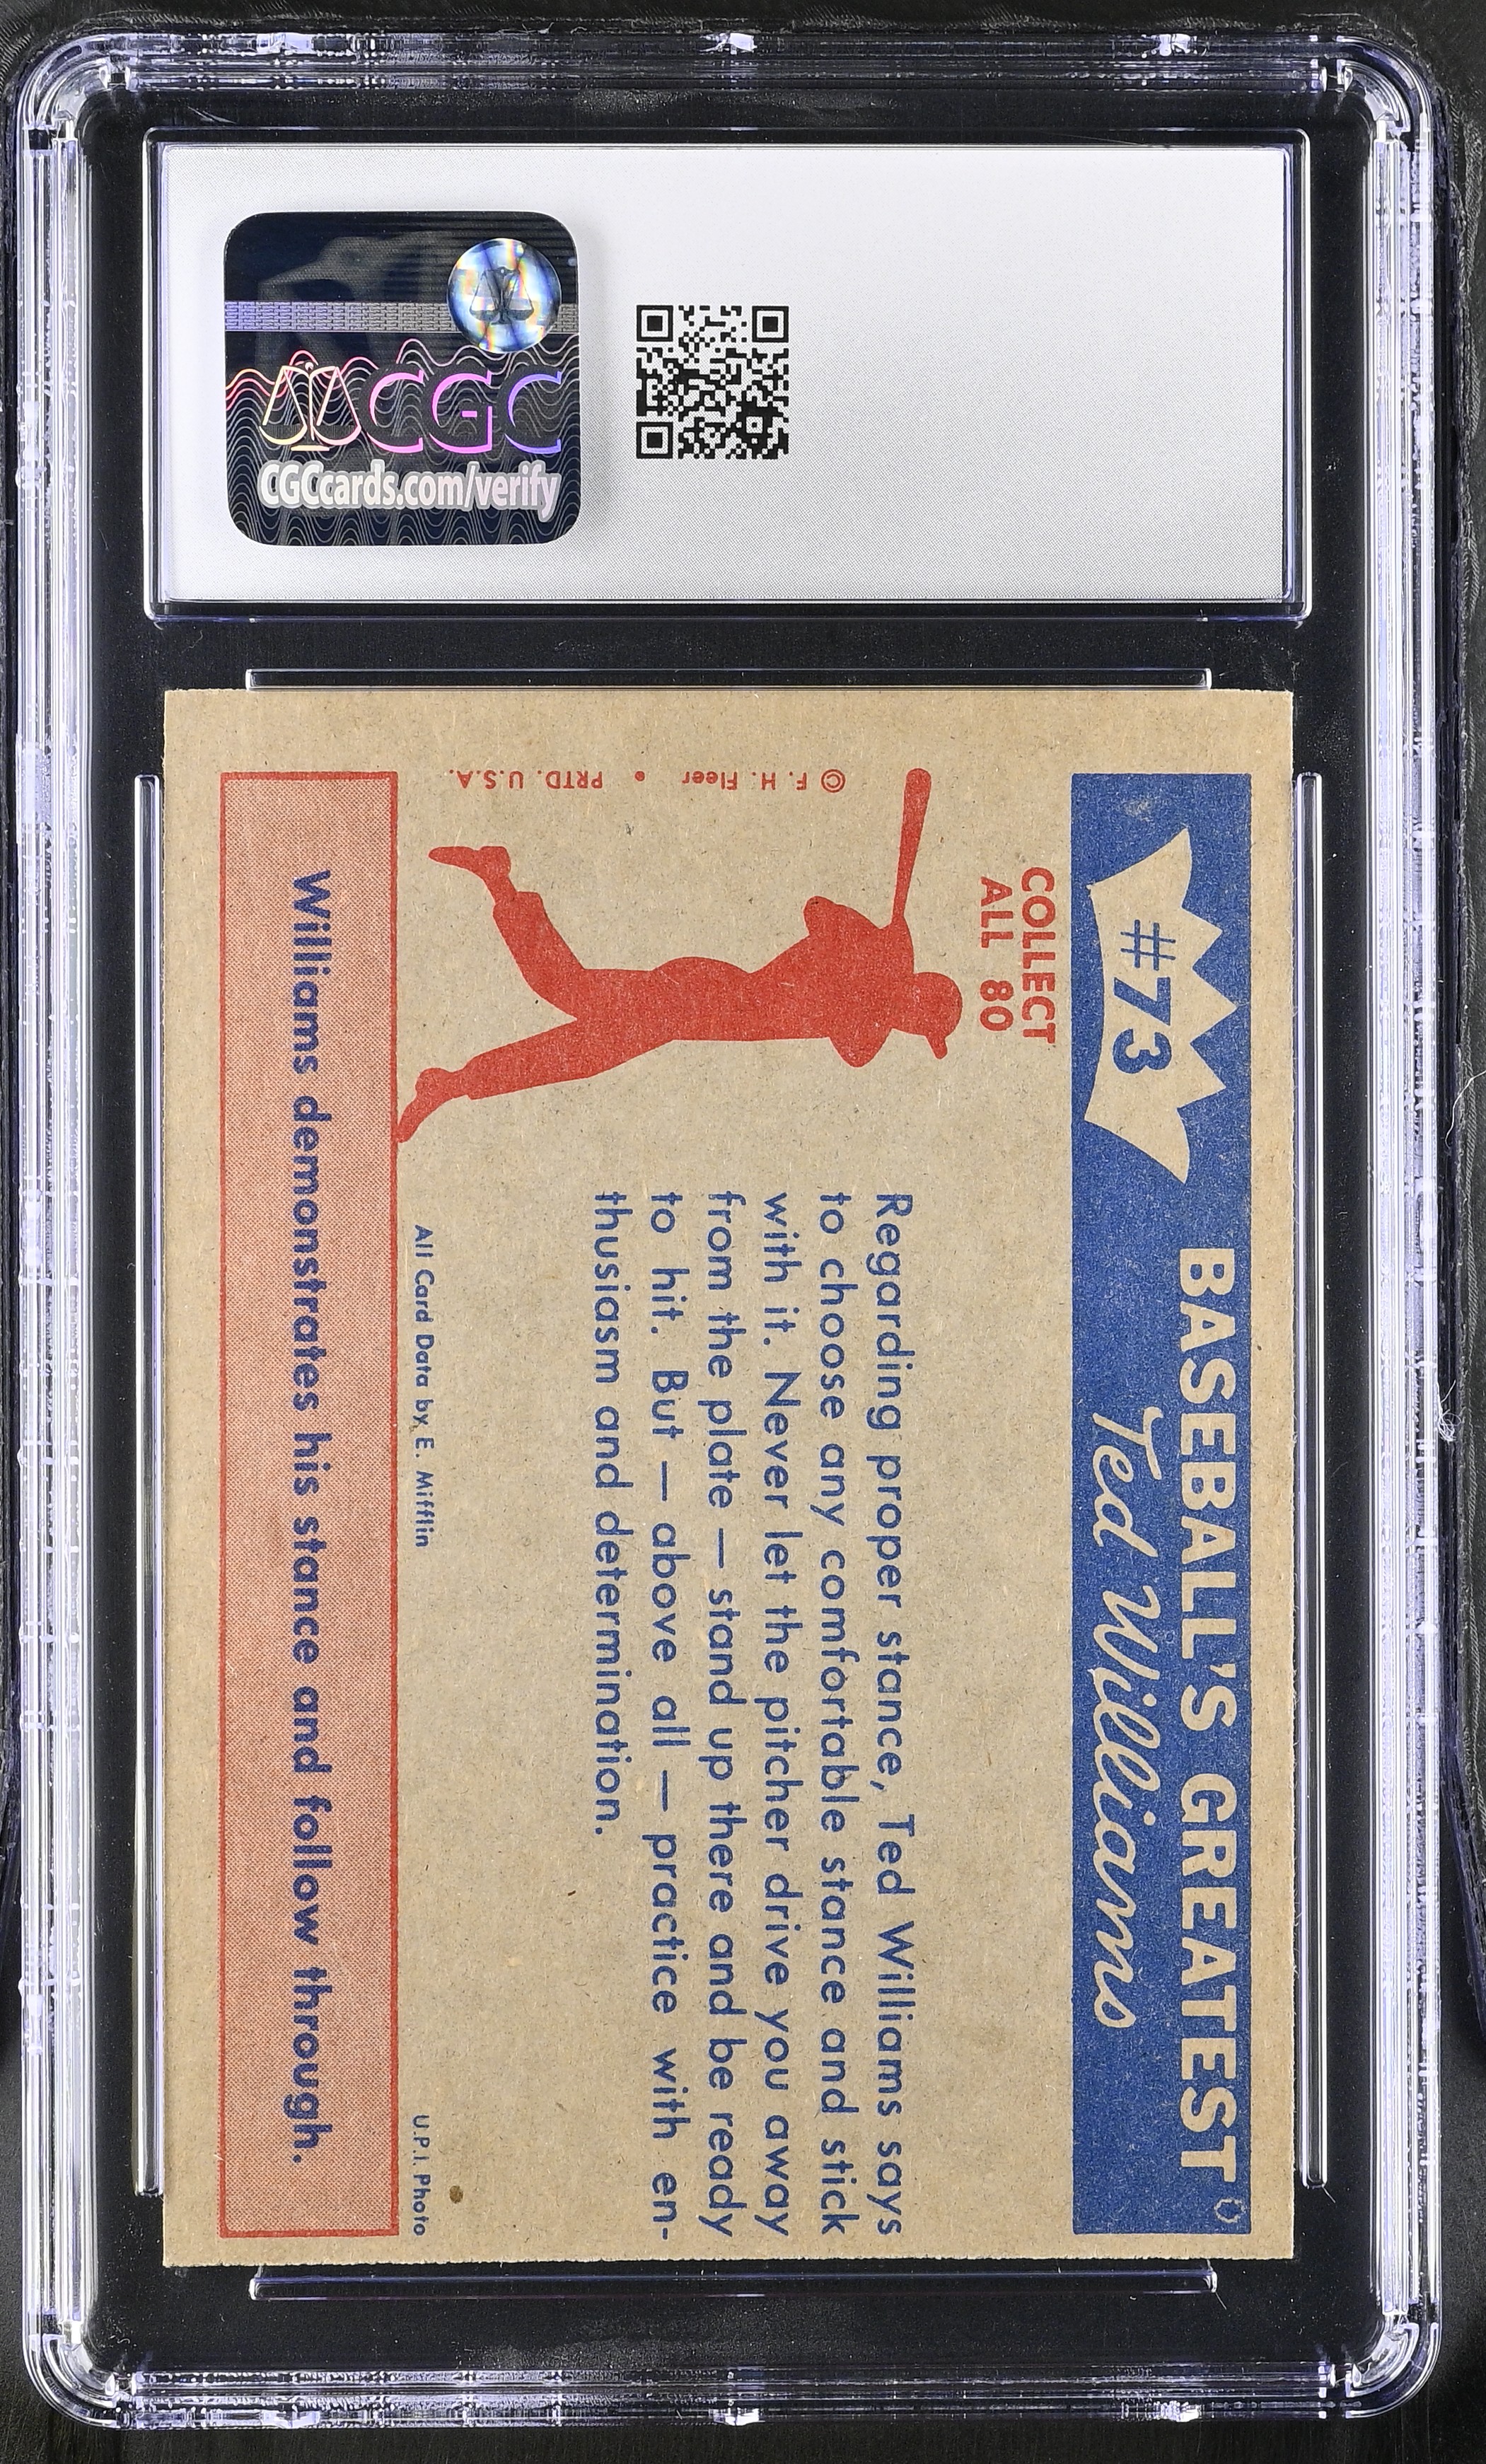 CGC
CGCcards.com/verify
#73
BASEBALL'S GREATEST
Ted Williams
COLLECT
ALL 80
Regarding proper stance, Ted Williams says
to choose any comfortable stance and stick
with it. Never let the pitcher drive you away
from the plate — stand up there and be ready
to hit. But — above all — practice with en-
thusiasm and determination.
© F. H. Fleer • PRTD. U.S.A.
All Card Data by E. Mifflin
U.P.I. Photo
Williams demonstrates his stance and follow through.